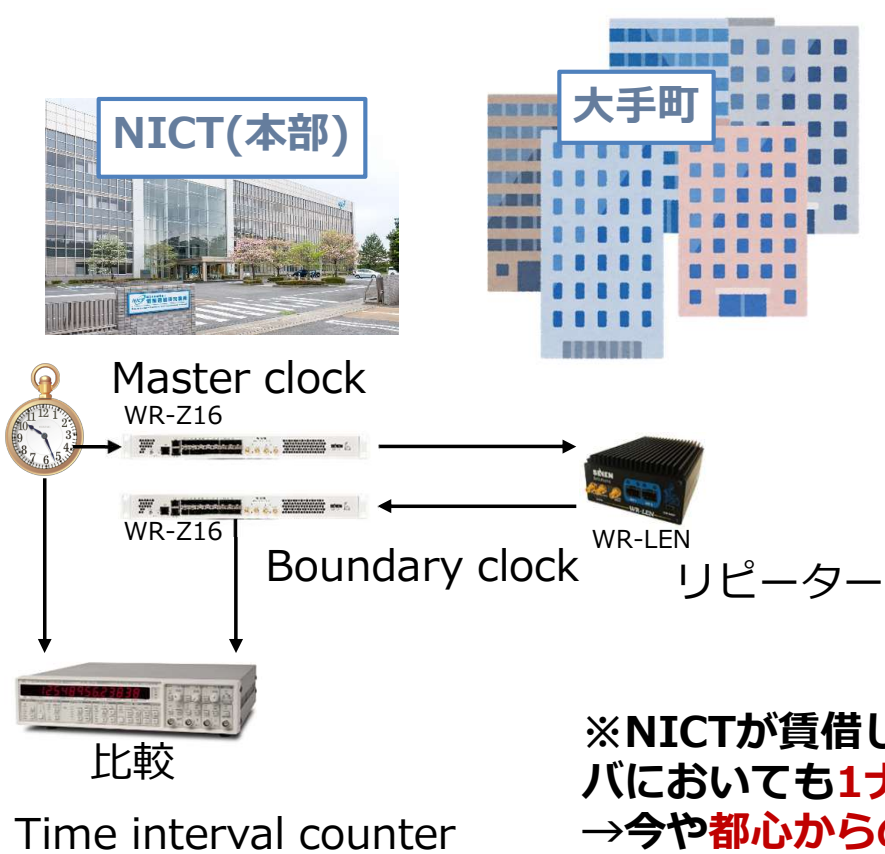 NICT(本部)
大手町
Master clock
WR-Z16
WR-Z16
Boundary clock
WR-LEN
リピーター
比較
Time interval counter
※NICTが賃借し
バにおいても1ナ
→今や都心からの